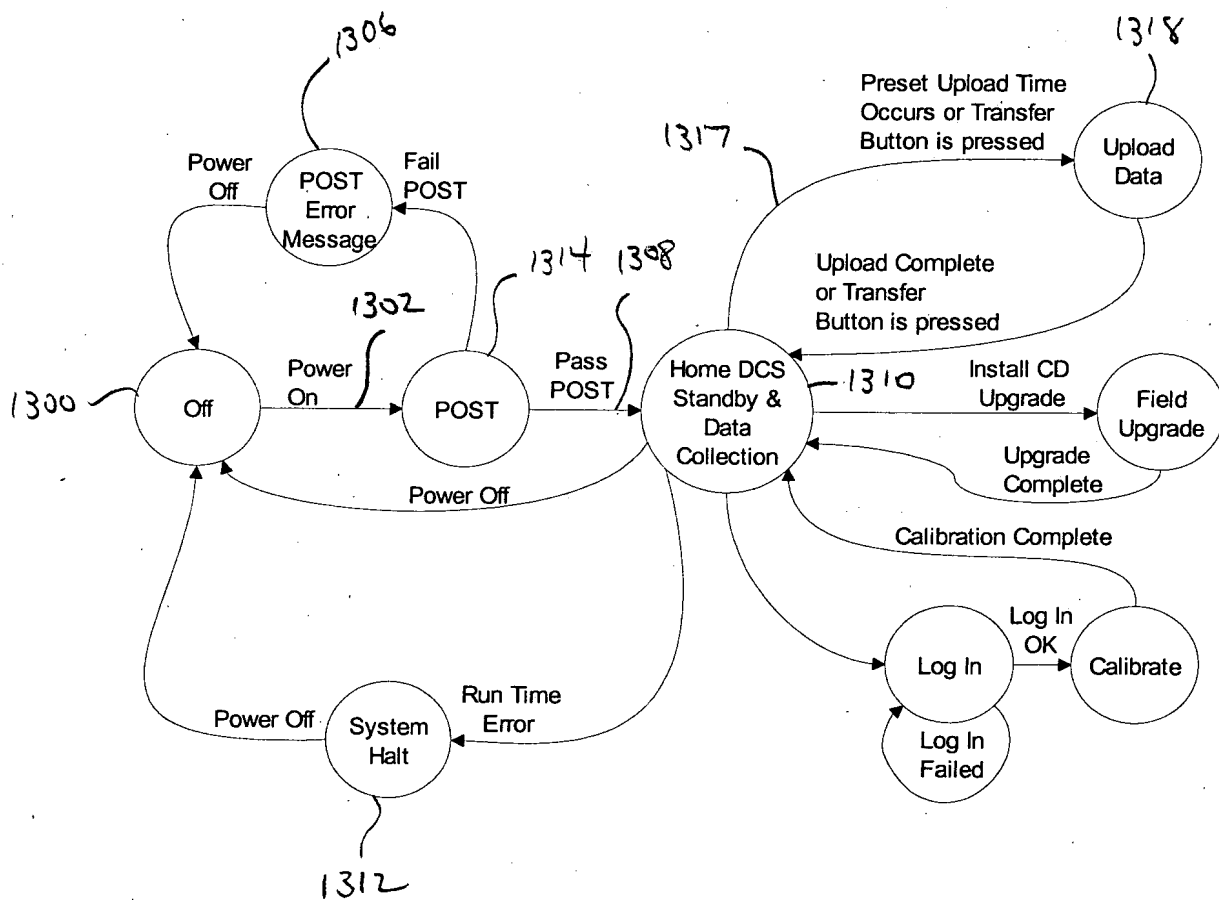 1306
1318
Preset Upload Time
Occurs or Transfer
Button is pressed
1317
Upload
Data
Power
Off
Fail
POST
POST
Error
Message
1314
1308
Upload Complete
or Transfer
Button is pressed
1302
1300
Off
Power
On
POST
Pass
POST
Home DCS
Standby &
Data
Collection
1310
Install CD
Upgrade
Field
Upgrade
Upgrade
Complete
Power Off
Calibration Complete
Log In
Log In
OK
Calibrate
Log In
Failed
Power Off
System
Halt
Run Time
Error
1312